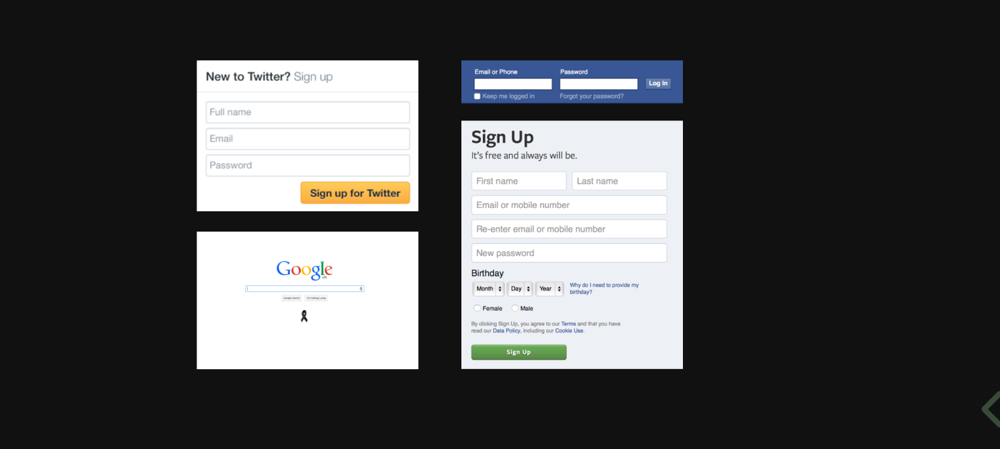 New to Twitter? Sign up
Full name
Email
Password
Sign up for Twitter
Google
UK
Google Search I'm Feeling Lucky
Email or Phone Password
Log In
Keep me logged in Forgot your password?
Sign Up
It's free and always will be.
First name Last name
Email or mobile number
Re-enter email or mobile number
New password
Birthday
Month Day Year
Why do I need to provide my
birthday?
Female Male
By clicking Sign Up, you agree to our Terms and that you have
read our Data Policy, including our Cookie Use.
Sign Up